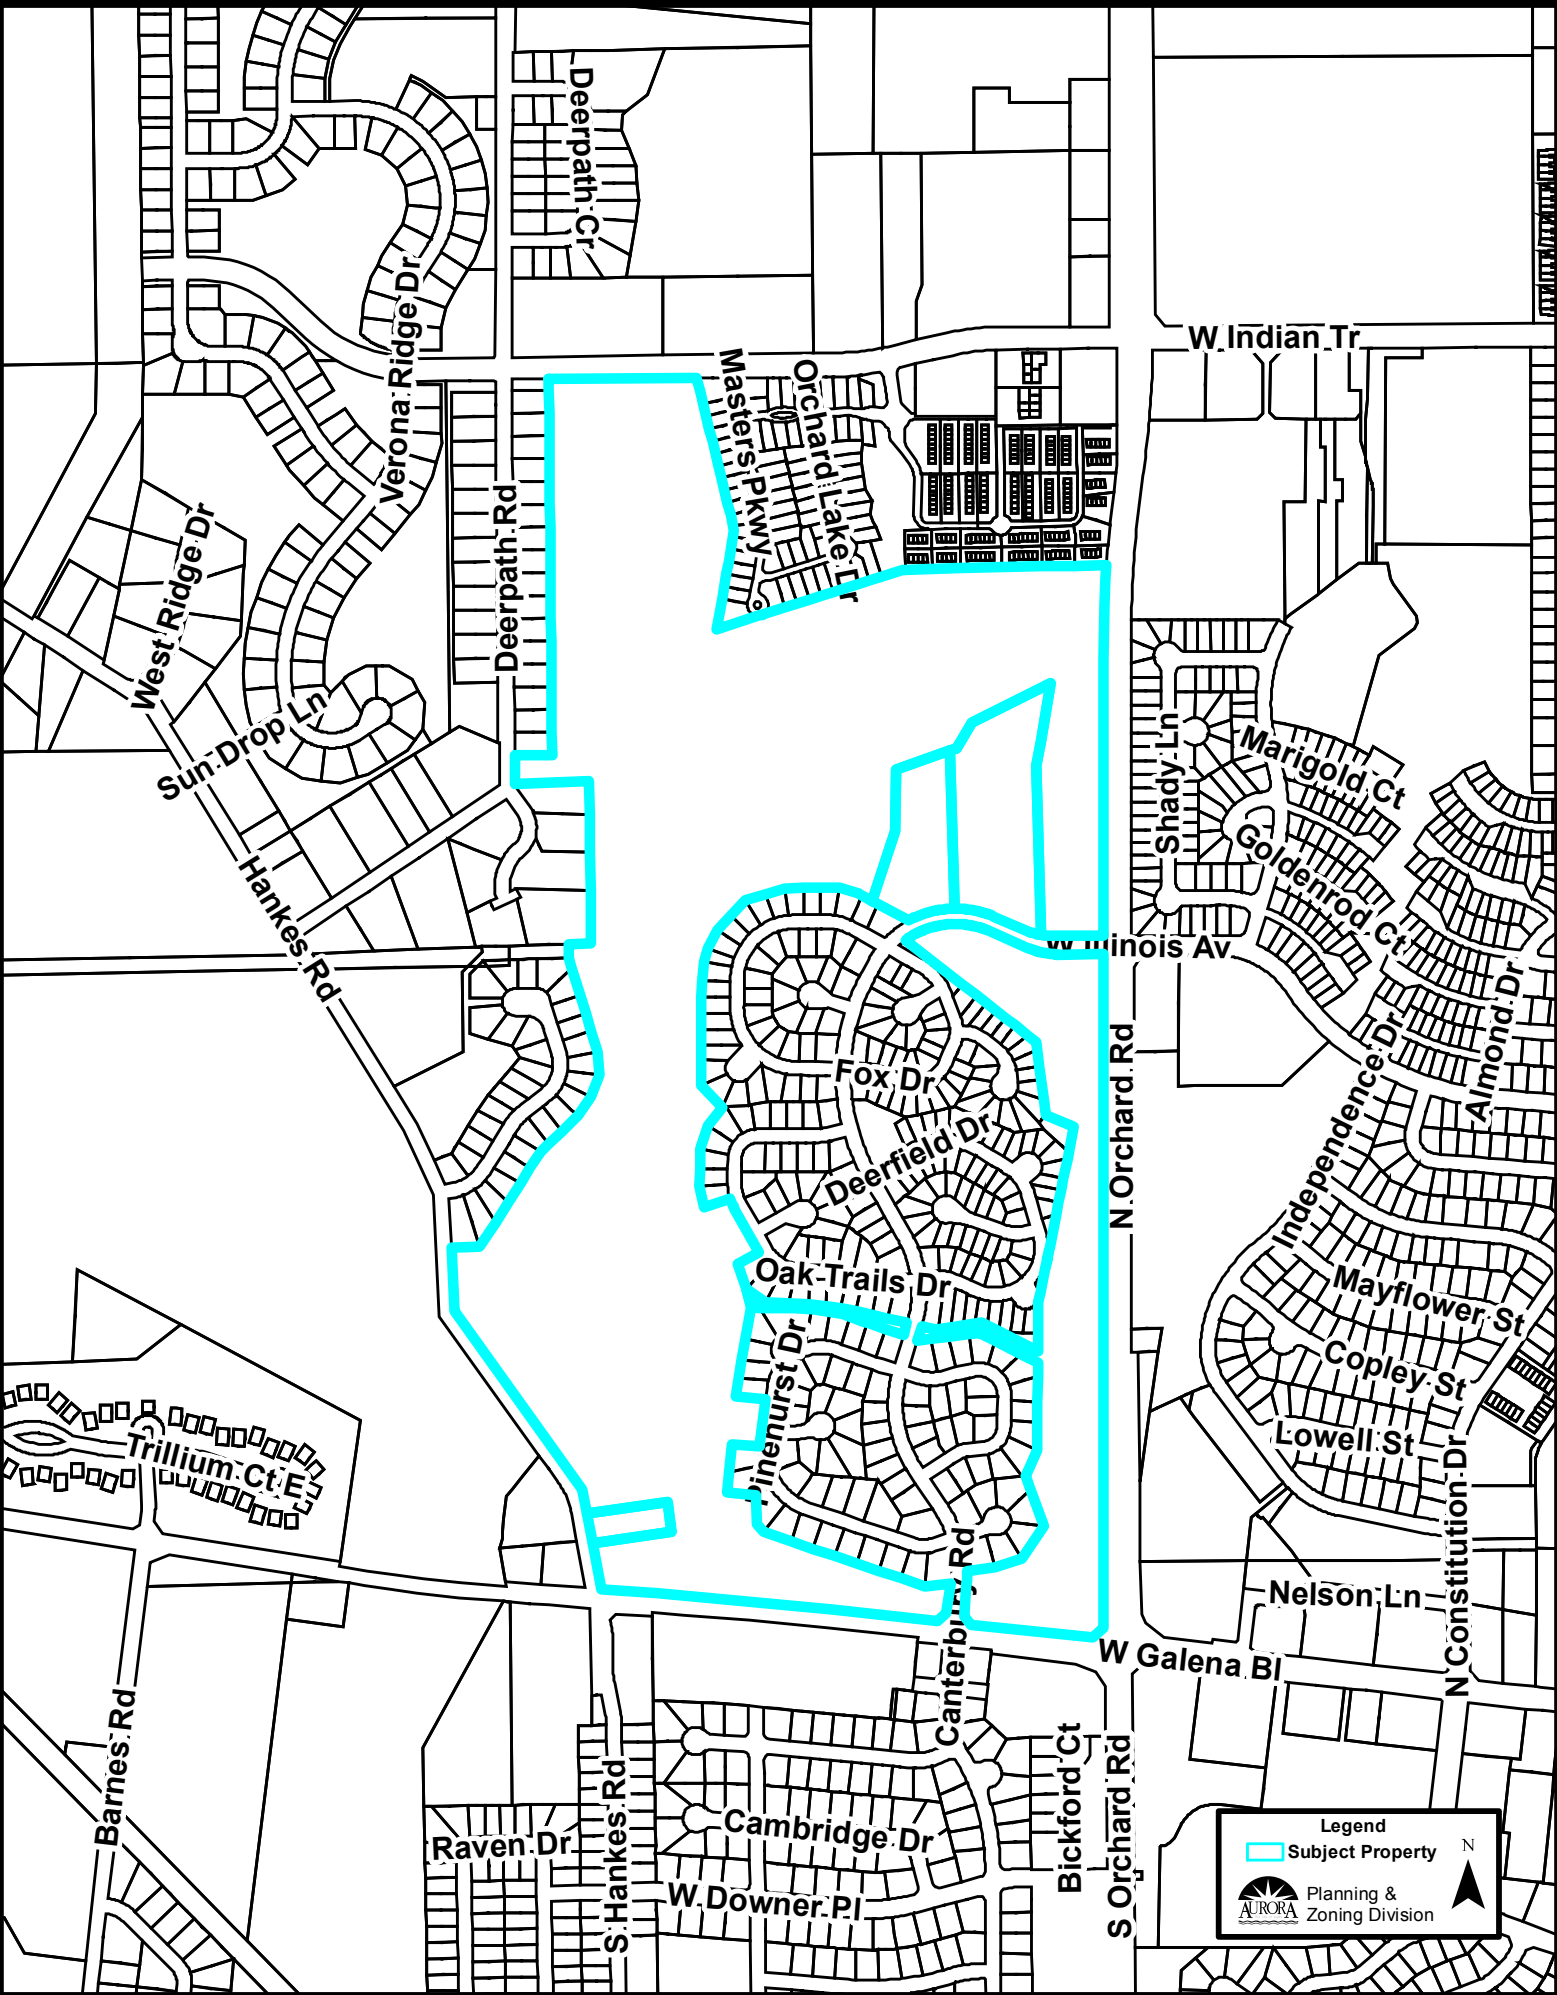 Deerpath Cr
Verona Ridge Dr
W Indian Tr
Masters Pkwy
Orchard Lake Dr
Deerpath Rd
West Ridge Dr
Sun Drop Ln
Hankes Rd
Shady Ln
Marigold Ct
Goldenrod Ct
W Illinois Av
Almond Dr
Independence Dr
N Orchard Rd
Fox Dr
Deerfield Dr
Oak Trails Dr
Pinehurst Dr
Mayflower St
Copley St
Lowell St
Trillium Ct E
N Constitution Dr
Nelson Ln
Canterbury Rd
W Galena Bl
Barnes Rd
Raven Dr
S Hankes Rd
Cambridge Dr
W Downer Pl
Bickford Ct
S Orchard Rd
Legend
Subject Property
N
AURORA
Planning &
Zoning Division